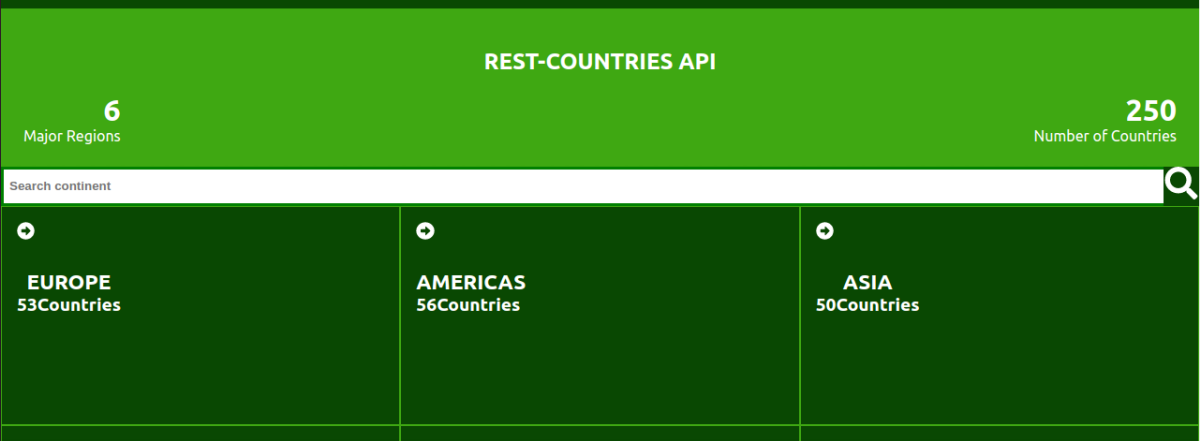 REST-COUNTRIES API
6
Major Regions
250
Number of Countries
Search continent
EUROPE
53Countries
AMERICAS
56Countries
ASIA
50Countries